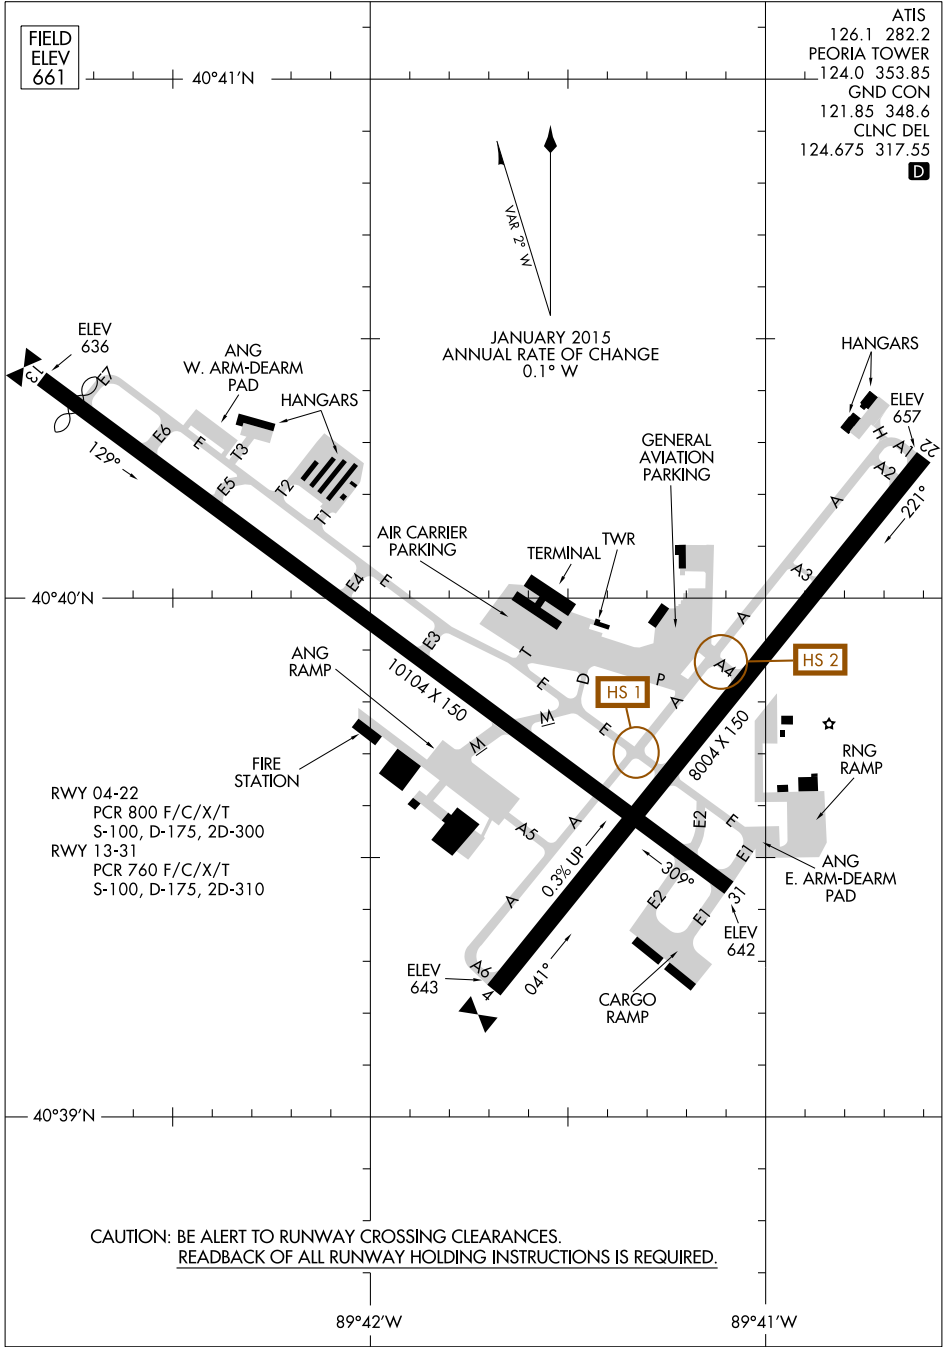 FIELD
ELEV
661
ATIS
126.1 282.2
PEORIA TOWER
124.0 353.85
GND CON
121.85 348.6
CLNC DEL
124.675 317.55
D
40°41'N
VAR 2° W
JANUARY 2015
ANNUAL RATE OF CHANGE
0.1° W
ELEV
636
13
E7
129°
ANG
W. ARM-DEARM
PAD
HANGARS
E6
E
T3
E5
T2
T1
HANGARS
ELEV
657
22
H
A1
A2
221°
A
A3
GENERAL
AVIATION
PARKING
AIR CARRIER
PARKING
TERMINAL
TWR
40°40'N
E4
E
E3
A
T
E
D
P
A4
HS 2
HS 1
A
ANG
RAMP
10104 X 150
M
M
E
8004 X 150
FIRE
STATION
RNG
RAMP
RWY 04-22
PCR 800 F/C/X/T
S-100, D-175, 2D-300
RWY 13-31
PCR 760 F/C/X/T
S-100, D-175, 2D-310
A5
A
E2
E
E1
0.3% UP
309°
ANG
E. ARM-DEARM
PAD
A
E2
E1
31
ELEV
642
A6
4
ELEV
643
041°
CARGO
RAMP
40°39'N
CAUTION: BE ALERT TO RUNWAY CROSSING CLEARANCES.
READBACK OF ALL RUNWAY HOLDING INSTRUCTIONS IS REQUIRED.
89°42'W
89°41'W